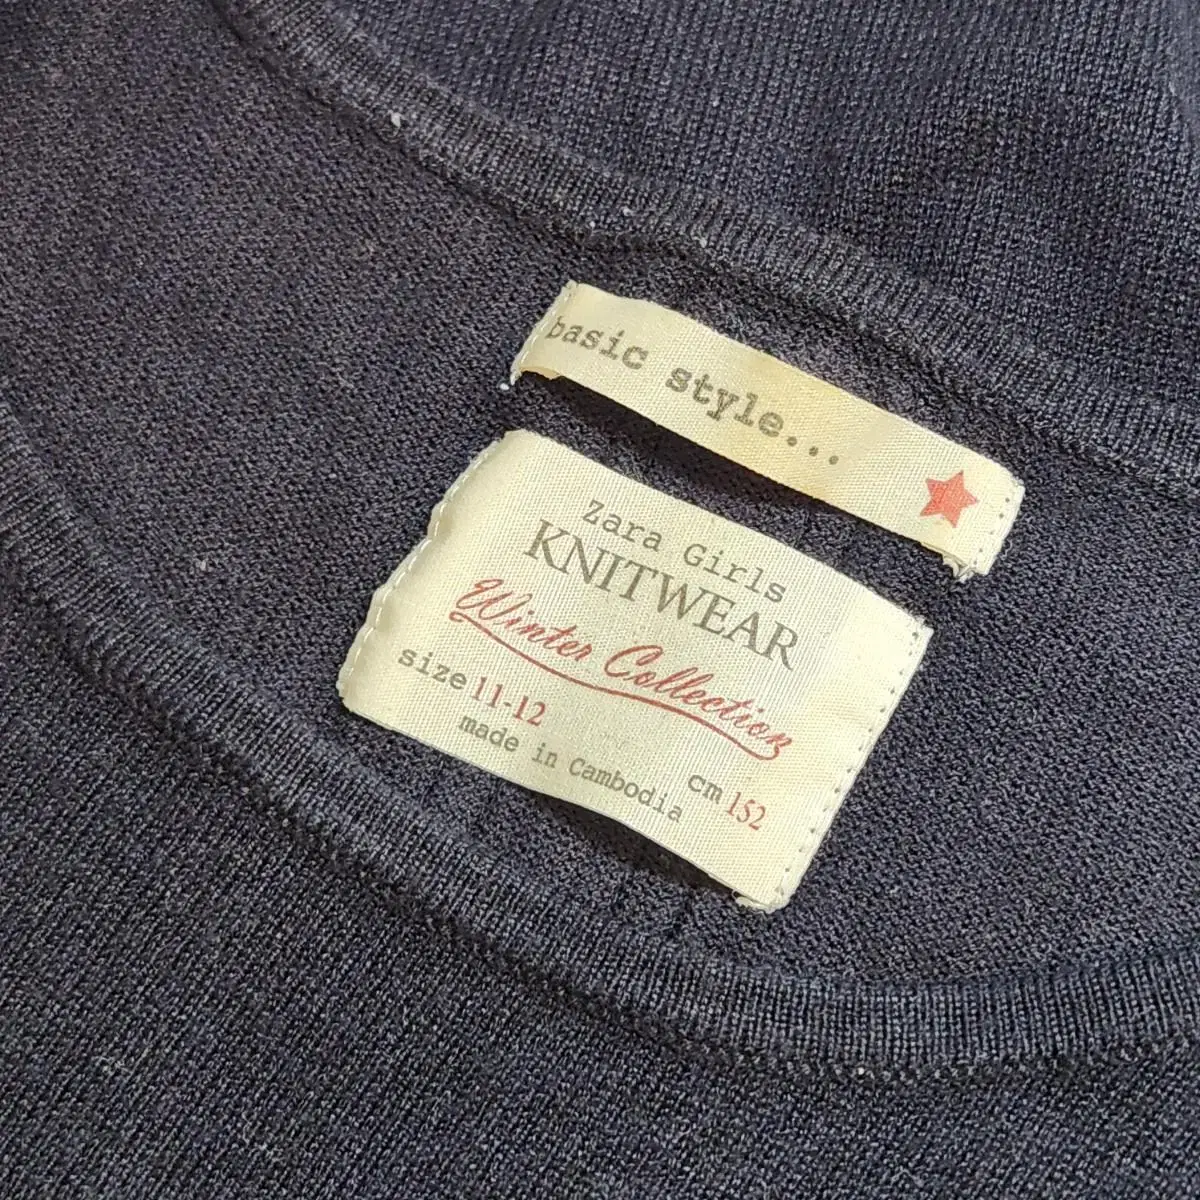 basic style...
Zara Girls
KNITWEAR
Winter Collection
size 11-12 cm 152
made in Cambodia